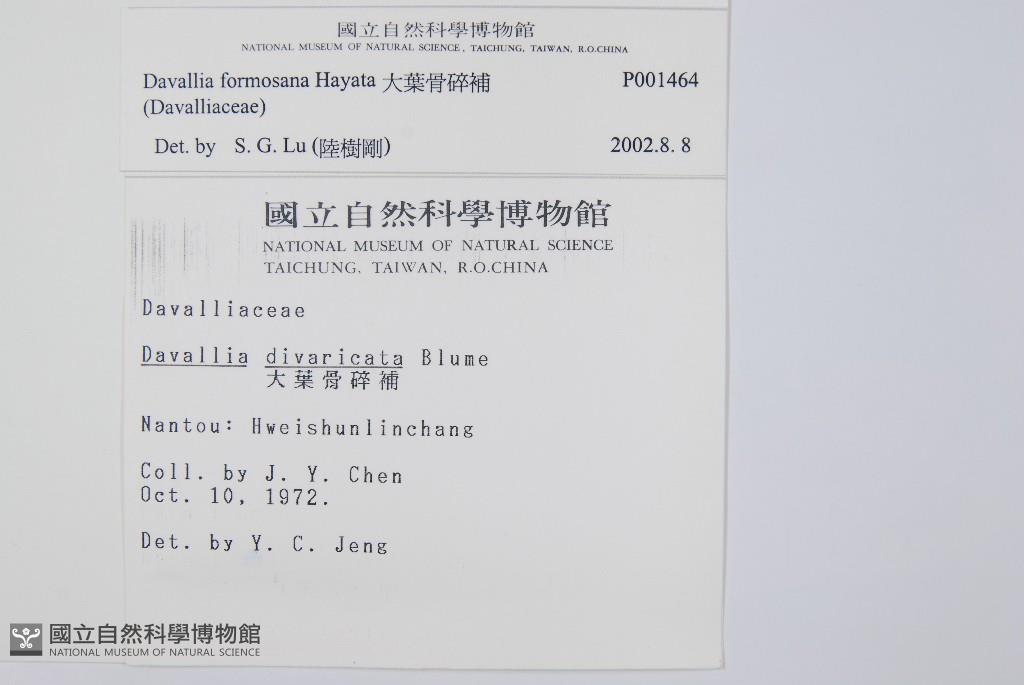 國立自然科學博物館
NATIONAL MUSEUM OF NATURAL SCIENCE, TAICHUNG, TAIWAN, R.O.CHINA
Davallia formosana Hayata 大葉骨碎補 P001464
(Davalliaceae)
Det. by S. G. Lu (陸樹剛) 2002.8. 8
國立自然科學博物館
NATIONAL MUSEUM OF NATURAL SCIENCE
TAICHUNG, TAIWAN, R.O.CHINA
Davalliaceae
Davallia divaricata Blume
大葉骨碎補
Nantou: Hweishunlinchang
Coll. by J. Y. Chen
Oct. 10, 1972.
Det. by Y. C. Jeng
國立自然科學博物館
NATIONAL MUSEUM OF NATURAL SCIENCE